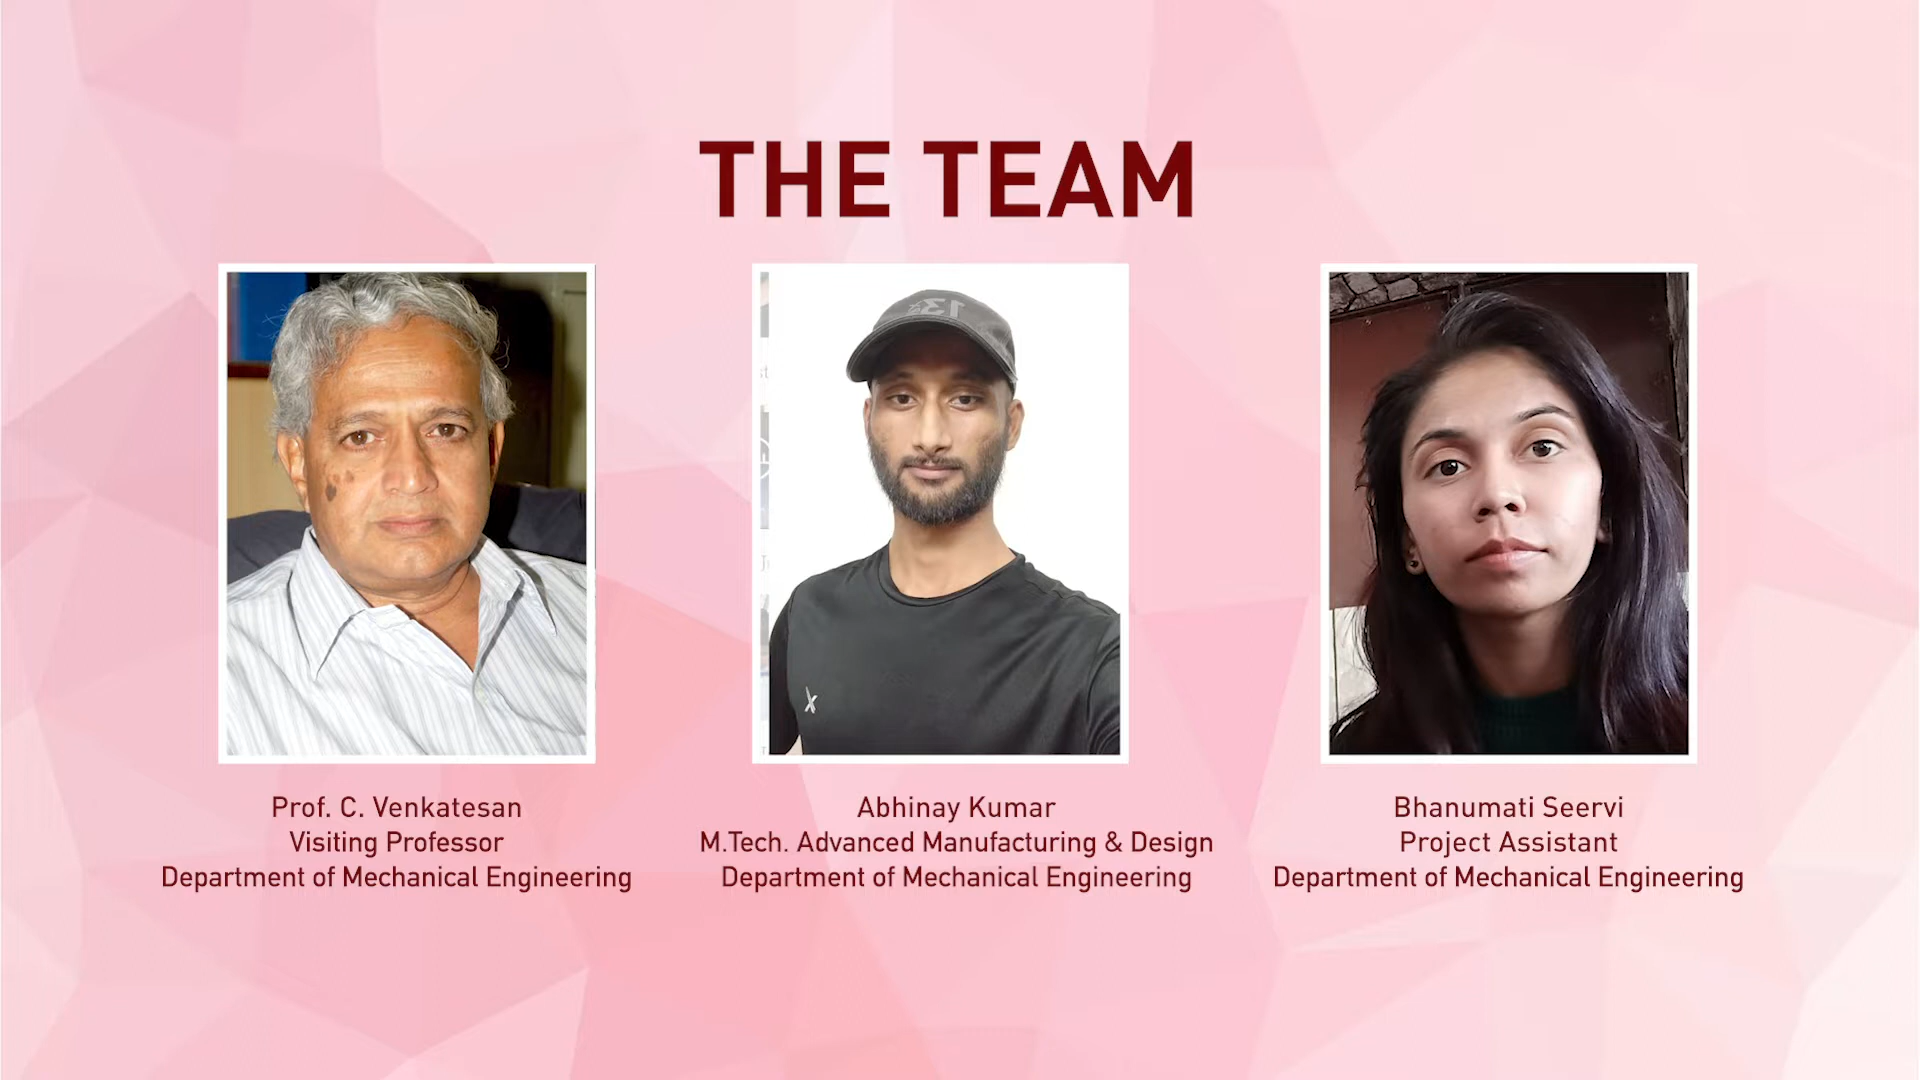 THE TEAM
Prof. C. Venkatesan
Visiting Professor
Department of Mechanical Engineering
Abhinay Kumar
M.Tech. Advanced Manufacturing & Design
Department of Mechanical Engineering
Bhanumati Seervi
Project Assistant
Department of Mechanical Engineering